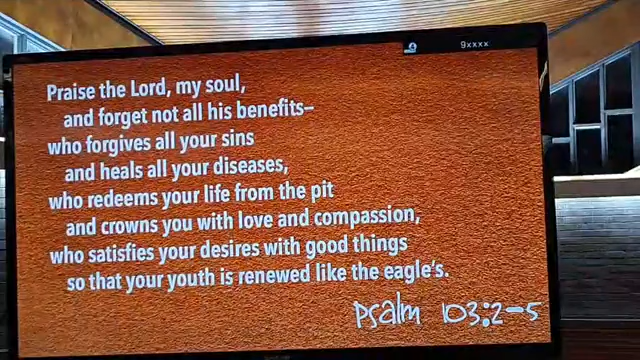 9xxxx
Praise the Lord, my soul,
and forget not all his benefits—
who forgives all your sins
and heals all your diseases,
who redeems your life from the pit
and crowns you with love and compassion,
who satisfies your desires with good things
so that your youth is renewed like the eagle's.
Psalm 103:2-5